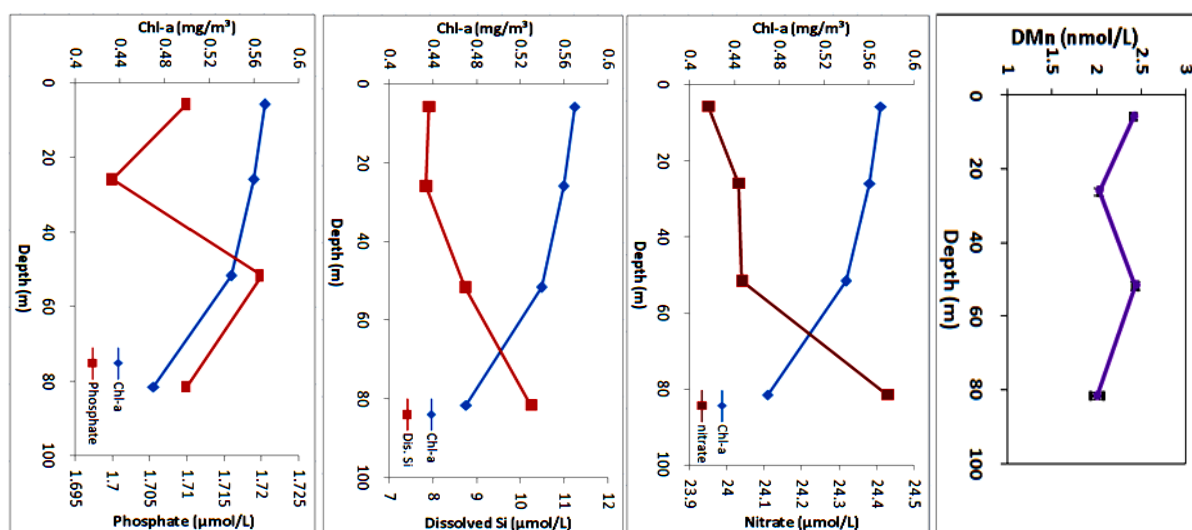 Chl-a (mg/m³)
0.4 0.44 0.48 0.52 0.56 0.6
0
20
40
60
80
100
Depth (m)
Chl-a
Phosphate
1.695 1.7 1.705 1.71 1.715 1.72 1.725
Phosphate (μmol/L)
Chl-a (mg/m³)
0.4 0.44 0.48 0.52 0.56 0.6
0
20
40
60
80
100
Depth (m)
Chl-a
Dis. Si
7 8 9 10 11 12
Dissolved Si (μmol/L)
Chl-a (mg/m³)
0.4 0.44 0.48 0.52 0.56 0.6
0
20
40
60
80
100
Depth (m)
Chl-a
nitrate
23.9 24 24.1 24.2 24.3 24.4 24.5
Nitrate (μmol/L)
DMn (nmol/L)
1 1.5 2 2.5 3
0
20
40
60
80
100
Depth (m)